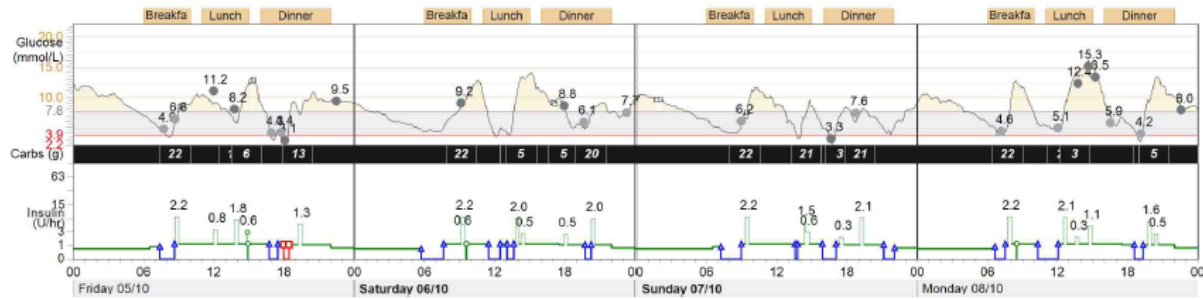 Breakfa Lunch Dinner Breakfa Lunch Dinner Breakfa Lunch Dinner Breakfa Lunch Dinner
20.0
Glucose
(mmol/L)
15.0
10.0
7.8
3.9
2.2
11.2 8.2 9.5 9.2 8.8 6.1 6.2 3.3 7.6 4.6 5.1 12.4 15.3 5.9 4.2 8.0
Carbs (g) 22 6 13 22 5 5 20 22 21 3 21 22 3 5
63
Insulin
(U/hr)
15
3
1
0
2.2 0.8 1.8 0.6 1.3 2.2 0.6 2.0 0.5 0.5 2.0 2.2 1.5 0.6 0.3 2.1 2.2 2.1 0.3 1.1 1.6 0.5
00 06 12 18 00 06 12 18 00 06 12 18 00 06 12 18 00
Friday 05/10 Saturday 06/10 Sunday 07/10 Monday 08/10